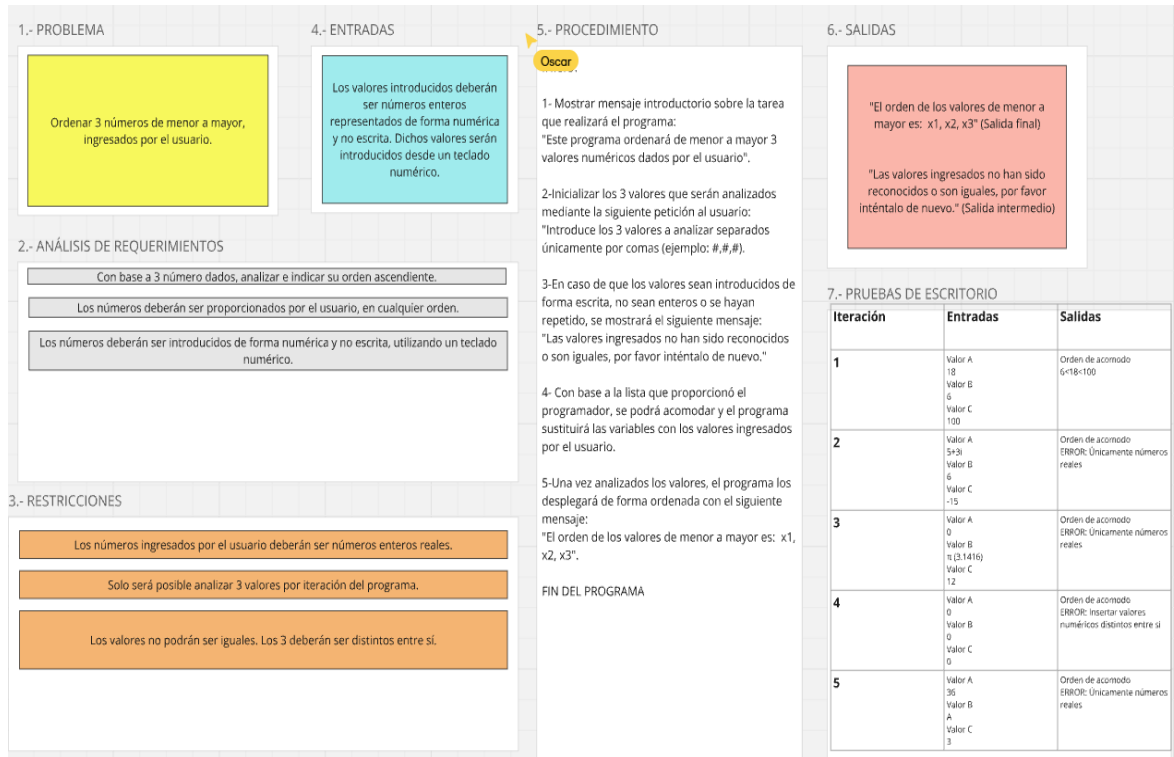 1.- PROBLEMA
Ordenar 3 números de menor a mayor,
ingresados por el usuario.
2.- ANÁLISIS DE REQUERIMIENTOS
Con base a 3 número dados, analizar e indicar su orden ascendiente.
Los números deberán ser proporcionados por el usuario, en cualquier orden.
Los números deberán ser introducidos de forma numérica y no escrita, utilizando un teclado
numérico.
3.- RESTRICCIONES
Los números ingresados por el usuario deberán ser números enteros reales.
Solo será posible analizar 3 valores por iteración del programa.
Los valores no podrán ser iguales. Los 3 deberán ser distintos entre sí.
4.- ENTRADAS
Los valores introducidos deberán
ser números enteros
representados de forma numérica
y no escrita. Dichos valores serán
introducidos desde un teclado
numérico.
5.- PROCEDIMIENTO
Oscar
1- Mostrar mensaje introductorio sobre la tarea
que realizará el programa:
"Este programa ordenará de menor a mayor 3
valores numéricos dados por el usuario".
2-Inicializar los 3 valores que serán analizados
mediante la siguiente petición al usuario:
"Introduce los 3 valores a analizar separados
únicamente por comas (ejemplo: #,#,#).
3-En caso de que los valores sean introducidos de
forma escrita, no sean enteros o se hayan
repetido, se mostrará el siguiente mensaje:
"Las valores ingresados no han sido reconocidos
o son iguales, por favor inténtalo de nuevo."
4- Con base a la lista que proporcionó el
programador, se podrá acomodar y el programa
sustituirá las variables con los valores ingresados
por el usuario.
5-Una vez analizados los valores, el programa los
desplegará de forma ordenada con el siguiente
mensaje:
"El orden de los valores de menor a mayor es:  x1,
x2, x3".
FIN DEL PROGRAMA
6.- SALIDAS
"El orden de los valores de menor a
mayor es:  x1, x2, x3" (Salida final)
"Las valores ingresados no han sido
reconocidos o son iguales, por favor
inténtalo de nuevo." (Salida intermedio)
7.- PRUEBAS DE ESCRITORIO
Iteración Entradas Salidas
1
Valor A
18
Valor B
6
Valor C
100
Orden de acomodo
6<18<100
2
Valor A
5+3i
Valor B
6
Valor C
-15
Orden de acomodo
ERROR: Únicamente números
reales
3
Valor A
0
Valor B
π (3.1416)
Valor C
12
Orden de acomodo
ERROR: Únicamente números
reales
4
Valor A
0
Valor B
0
Valor C
0
Orden de acomodo
ERROR: Insertar valores
numéricos distintos entre si
5
Valor A
36
Valor B
A
Valor C
3
Orden de acomodo
ERROR: Únicamente números
reales